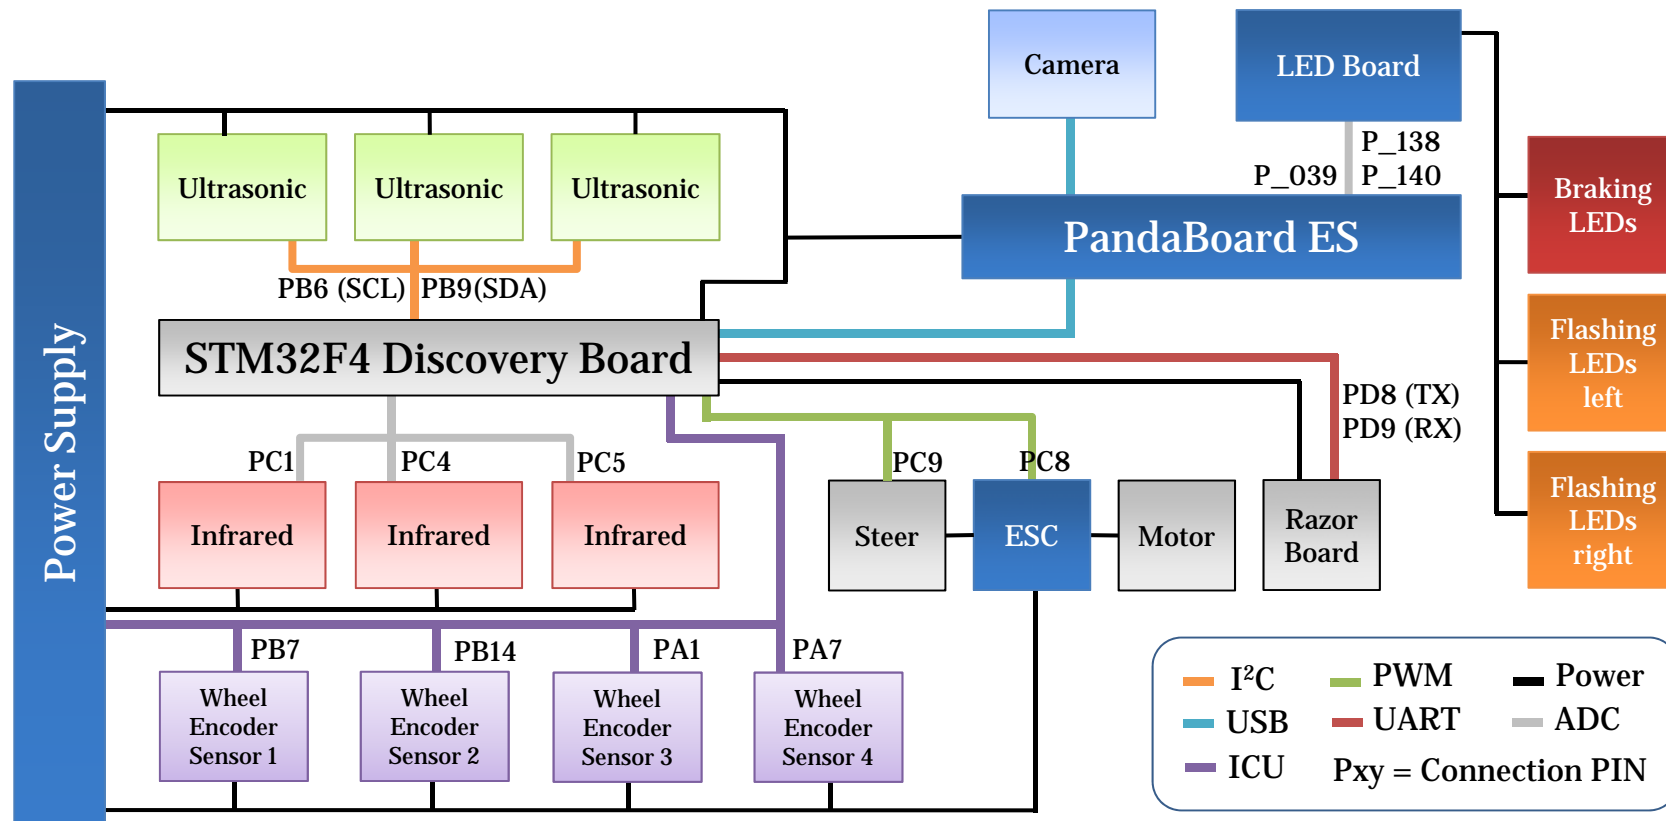 Camera
LED Board
P_138
P_039
P_140
Ultrasonic
Ultrasonic
Ultrasonic
PandaBoard ES
Braking
LEDs
PB6 (SCL)
PB9(SDA)
Power Supply
STM32F4 Discovery Board
Flashing
LEDs
left
PD8 (TX)
PD9 (RX)
PC1
PC4
PC5
PC9
PC8
Infrared
Infrared
Infrared
Steer
ESC
Motor
Razor
Board
Flashing
LEDs
right
PB7
PB14
PA1
PA7
Wheel
Encoder
Sensor 1
Wheel
Encoder
Sensor 2
Wheel
Encoder
Sensor 3
Wheel
Encoder
Sensor 4
I²C
PWM
Power
USB
UART
ADC
ICU
Pxy = Connection PIN